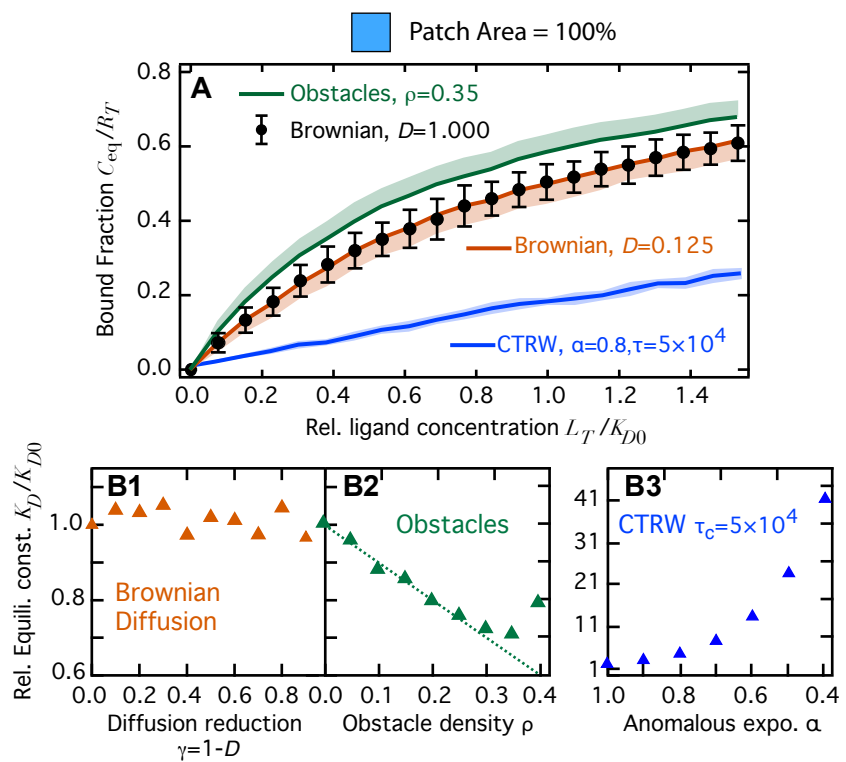 Patch Area = 100%
A
Obstacles, ρ=0.35
Brownian, D=1.000
Brownian, D=0.125
CTRW, α=0.8,τ=5×10⁴
Bound Fraction C_eq/R_T
0.8
0.6
0.4
0.2
0.0
0.0 0.2 0.4 0.6 0.8 1.0 1.2 1.4
Rel. ligand concentration L_T/K_D0
Rel. Equili. const. K_D/K_D0
B1
Brownian
Diffusion
1.0
0.8
0.6
0.0 0.2 0.4 0.6 0.8
Diffusion reduction
γ=1-D
B2
Obstacles
0.0 0.1 0.2 0.3 0.4
Obstacle density ρ
B3
CTRW τ_c=5×10⁴
41
31
21
11
1
1.0 0.8 0.6 0.4
Anomalous expo. α